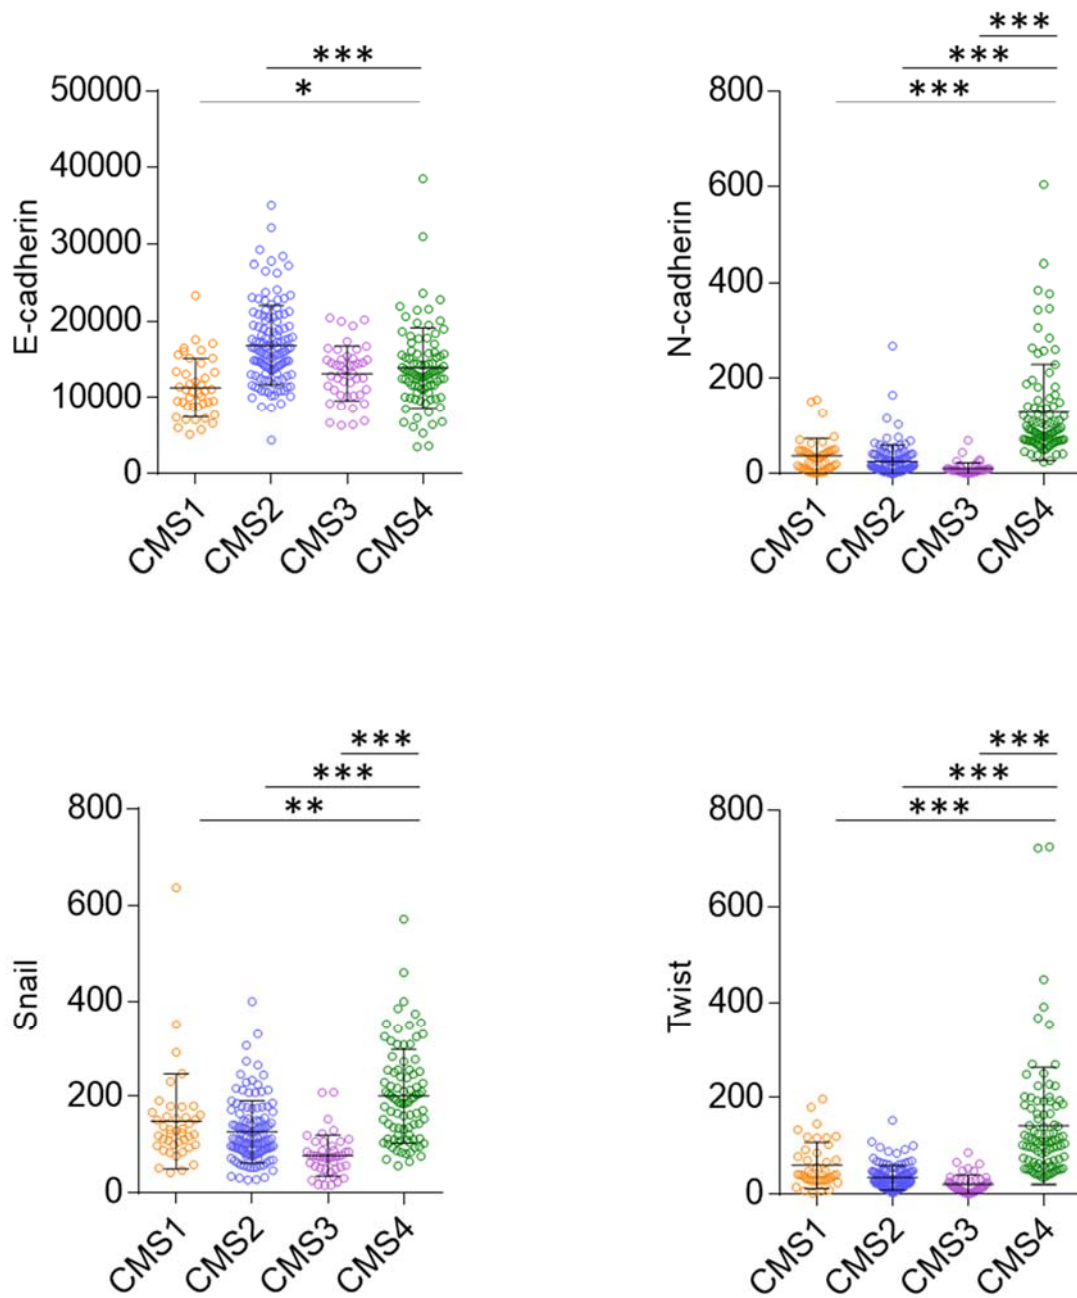 ***
*
50000
40000
30000
20000
10000
0
E-cadherin
CMS1
CMS2
CMS3
CMS4
***
***
***
800
600
400
200
0
N-cadherin
CMS1
CMS2
CMS3
CMS4
***
***
**
800
600
400
200
0
Snail
CMS1
CMS2
CMS3
CMS4
***
***
***
800
600
400
200
0
Twist
CMS1
CMS2
CMS3
CMS4